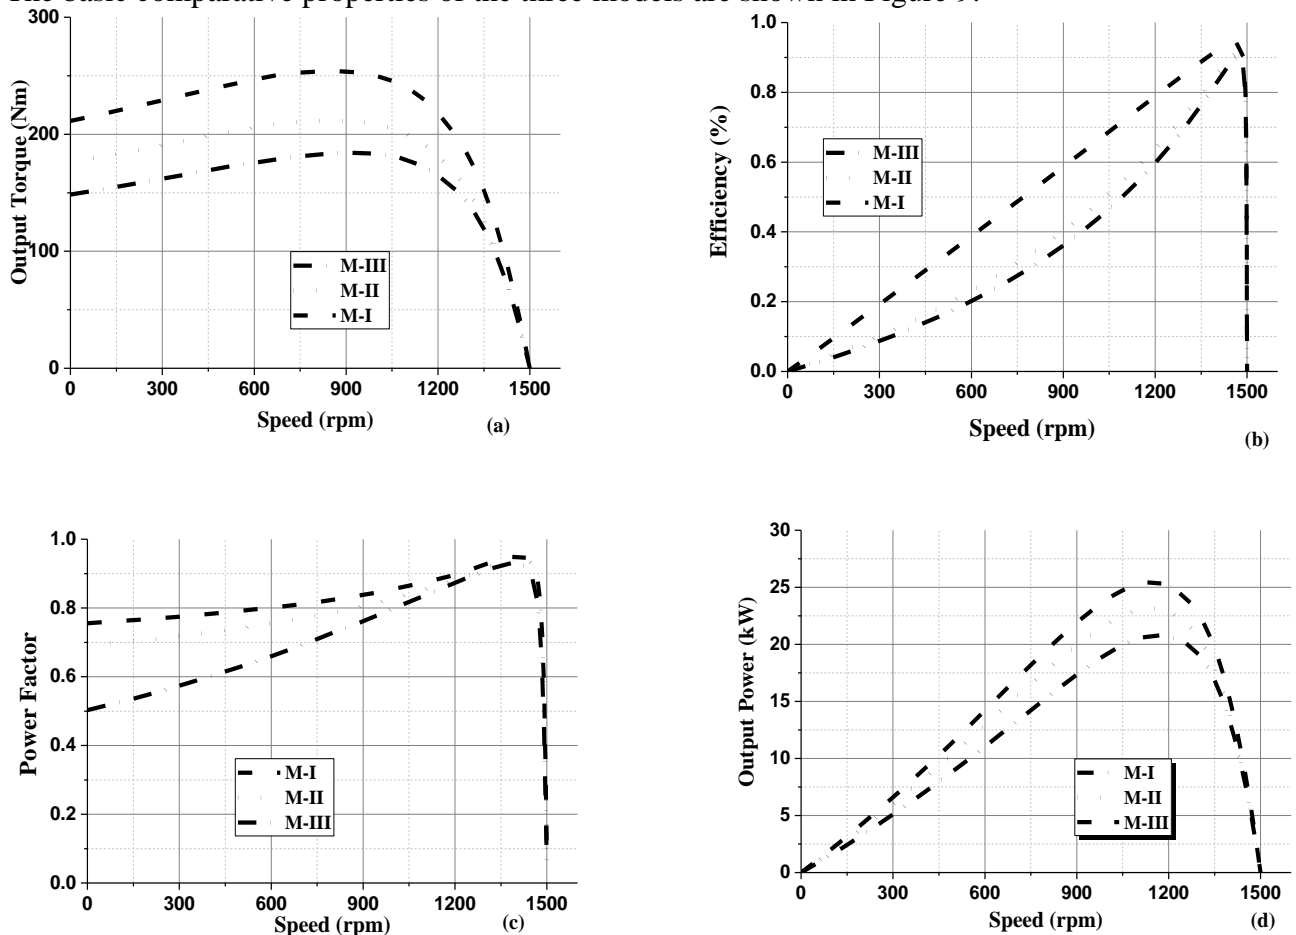 The basic comparative properties of the three models are shown in Figure 9.
300
200
100
0
Output Torque (Nm)
M-III
M-II
M-I
0 300 600 900 1200 1500
Speed (rpm)
(a)
1.0
0.8
0.6
0.4
0.2
0.0
Efficiency (%)
M-III
M-II
M-I
0 300 600 900 1200 1500
Speed (rpm)
(b)
1.0
0.8
0.6
0.4
0.2
0.0
Power Factor
M-I
M-II
M-III
0 300 600 900 1200 1500
Speed (rpm)
(c)
30
25
20
15
10
5
0
Output Power (kW)
M-I
M-II
M-III
0 300 600 900 1200 1500
Speed (rpm)
(d)